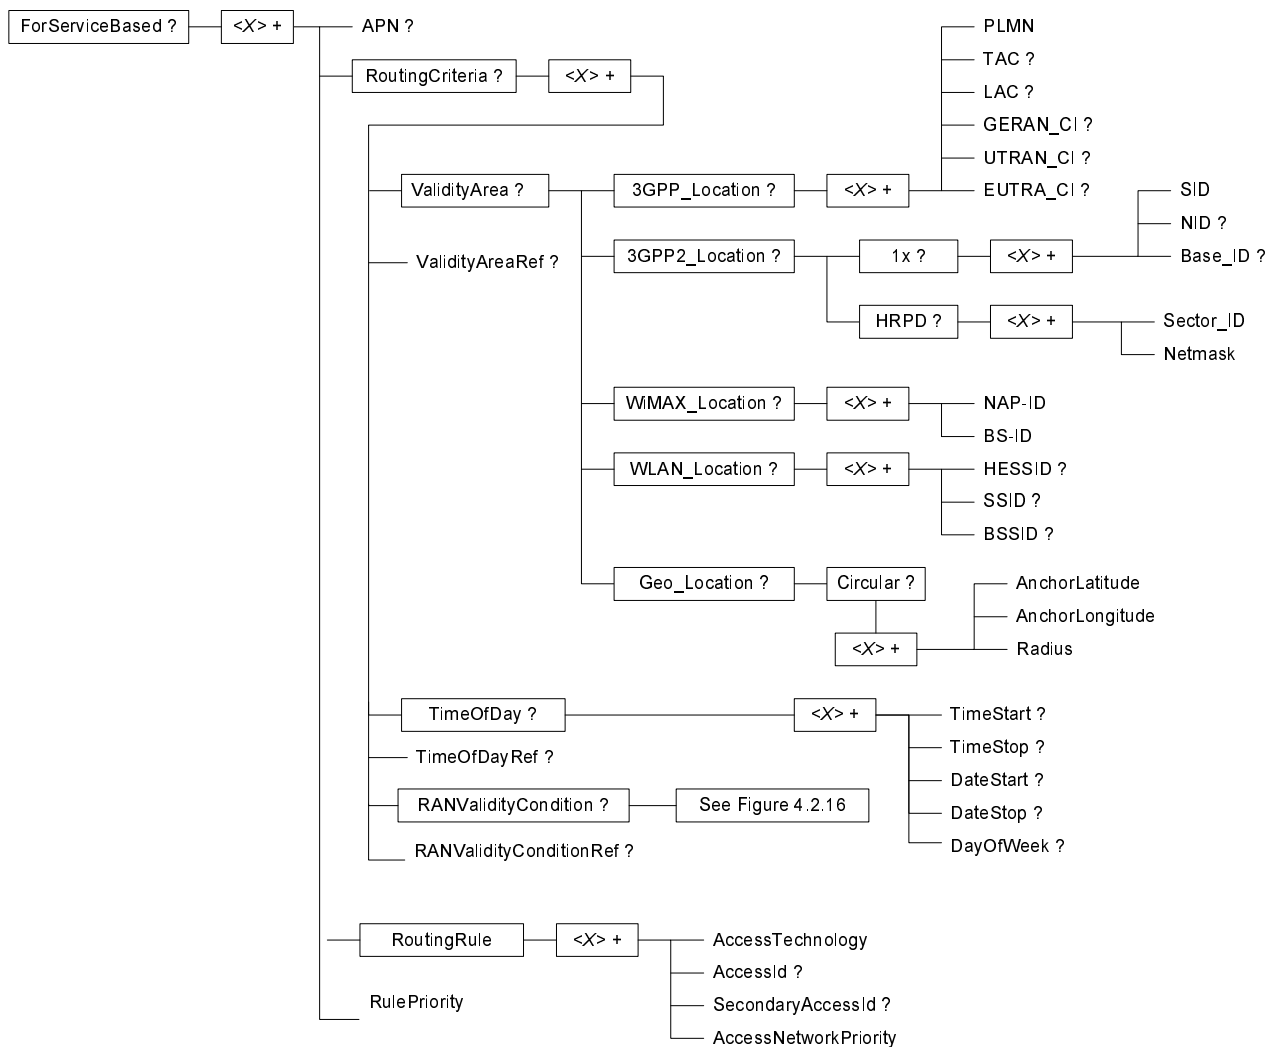 ForServiceBased ?
<X> +
APN ?
RoutingCriteria ?
<X> +
ValidityArea ?
3GPP_Location ?
<X> +
PLMN
TAC ?
LAC ?
GERAN_CI ?
UTRAN_CI ?
EUTRA_CI ?
ValidityAreaRef ?
3GPP2_Location ?
1x ?
<X> +
SID
NID ?
Base_ID ?
HRPD ?
<X> +
Sector_ID
Netmask
WiMAX_Location ?
<X> +
NAP-ID
BS-ID
WLAN_Location ?
<X> +
HESSID ?
SSID ?
BSSID ?
Geo_Location ?
Circular ?
<X> +
AnchorLatitude
AnchorLongitude
Radius
TimeOfDay ?
<X> +
TimeStart ?
TimeStop ?
DateStart ?
DateStop ?
DayOfWeek ?
TimeOfDayRef ?
RANValidityCondition ?
See Figure 4.2.16
RANValidityConditionRef ?
RoutingRule
<X> +
AccessTechnology
AccessId ?
SecondaryAccessId ?
AccessNetworkPriority
RulePriority